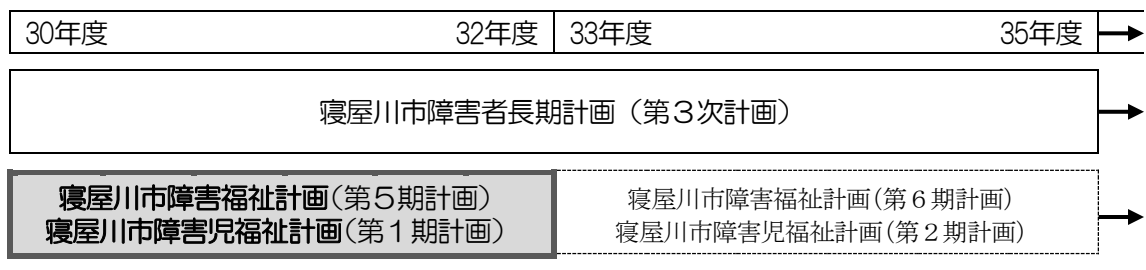 30年度 32年度 33年度 35年度
寝屋川市障害者長期計画（第３次計画）
寝屋川市障害福祉計画(第５期計画)
寝屋川市障害児福祉計画(第１期計画)
寝屋川市障害福祉計画(第６期計画)
寝屋川市障害児福祉計画(第２期計画)